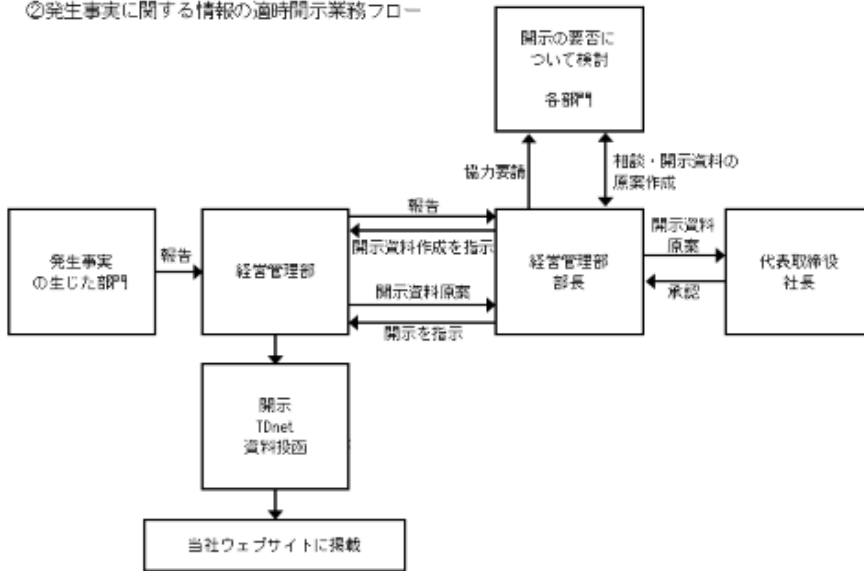 ②発生事実に関する情報の適時開示業務フロー
開示の要否に
ついて検討
各部門
協力要請
相談・開示資料の
原案作成
発生事実
の生じた部門
報告
経営管理部
報告
開示資料作成を指示
開示資料原案
開示を指示
経営管理部
部長
開示資料
原案
承認
代表取締役
社長
開示
TDnet
資料投函
当社ウェブサイトに掲載